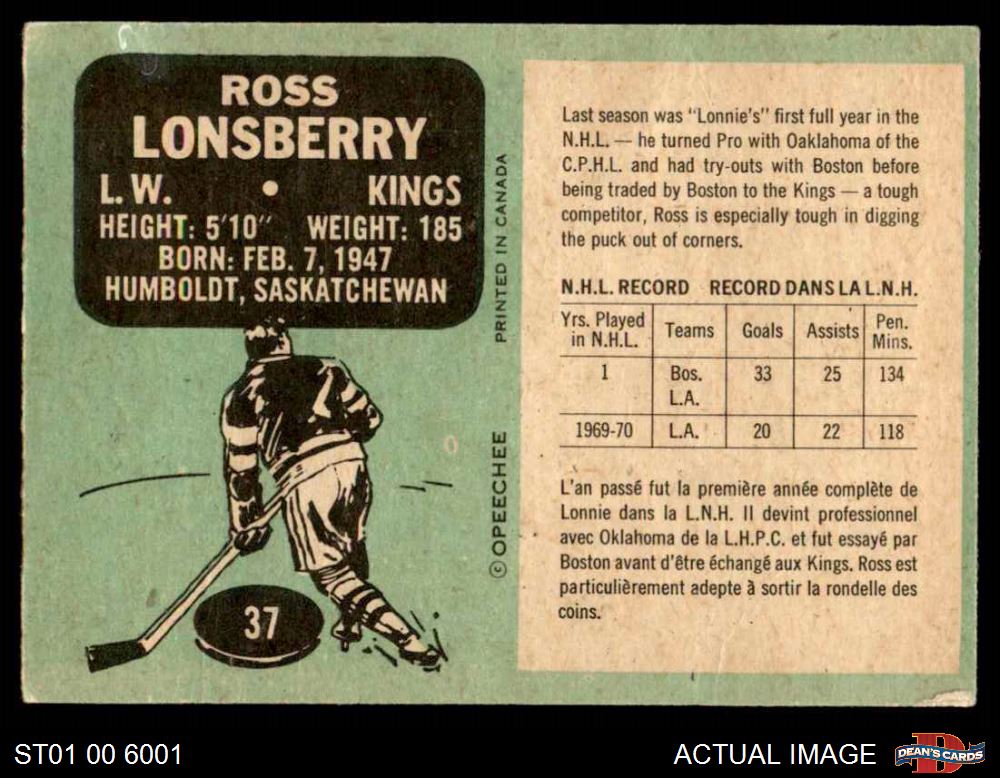 ROSS
LONSBERRY
L. W. • KINGS
HEIGHT: 5'10" WEIGHT: 185
BORN: FEB. 7, 1947
HUMBOLDT, SASKATCHEWAN
37
© OPEECHEE PRINTED IN CANADA
Last season was "Lonnie's" first full year in the
N.H.L. — he turned Pro with Oaklahoma of the
C.P.H.L. and had try-outs with Boston before
being traded by Boston to the Kings — a tough
competitor, Ross is especially tough in digging
the puck out of corners.
N.H.L. RECORD RECORD DANS LA L.N.H.
Yrs. Played
in N.H.L. Teams Goals Assists Pen.
Mins.
1 Bos. 33 25 134
L.A.
1969-70 L.A. 20 22 118
L'an passé fut la première année complète de
Lonnie dans la L.N.H. II devint professionnel
avec Oklahoma de la L.H.P.C. et fut essayé par
Boston avant d'être échangé aux Kings. Ross est
particulièrement adepte à sortir la rondelle des
coins.
ST01 00 6001
ACTUAL IMAGE
DEAN'S CARDS